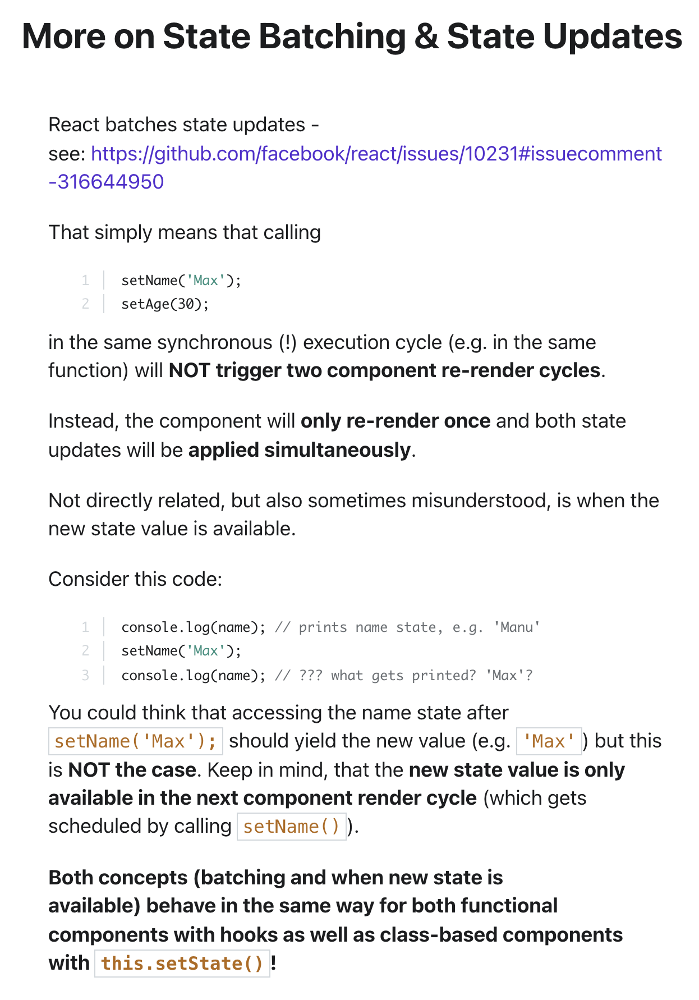 More on State Batching & State Updates
React batches state updates -
see: https://github.com/facebook/react/issues/10231#issuecomment
-316644950
That simply means that calling
1 setName('Max');
2 setAge(30);
in the same synchronous (!) execution cycle (e.g. in the same
function) will NOT trigger two component re-render cycles.
Instead, the component will only re-render once and both state
updates will be applied simultaneously.
Not directly related, but also sometimes misunderstood, is when the
new state value is available.
Consider this code:
1 console.log(name); // prints name state, e.g. 'Manu'
2 setName('Max');
3 console.log(name); // ??? what gets printed? 'Max'?
You could think that accessing the name state after
setName('Max'); should yield the new value (e.g. 'Max') but this
is NOT the case. Keep in mind, that the new state value is only
available in the next component render cycle (which gets
scheduled by calling setName()).
Both concepts (batching and when new state is
available) behave in the same way for both functional
components with hooks as well as class-based components
with this.setState()!